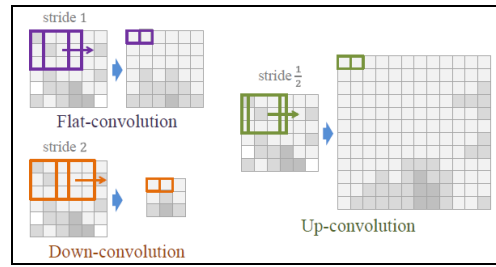 stride 1
Flat-convolution
stride 2
Down-convolution
stride 1/2
Up-convolution